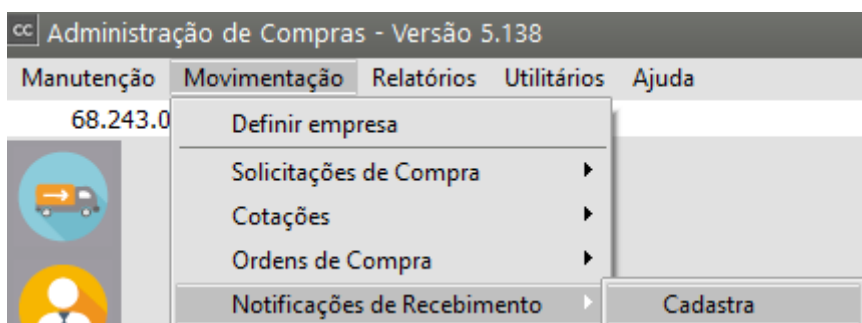 cc Administração de Compras - Versão 5.138
Manutenção Movimentação Relatórios Utilitários Ajuda
68.243.0
Definir empresa
Solicitações de Compra
Cotações
Ordens de Compra
Notificações de Recebimento Cadastra